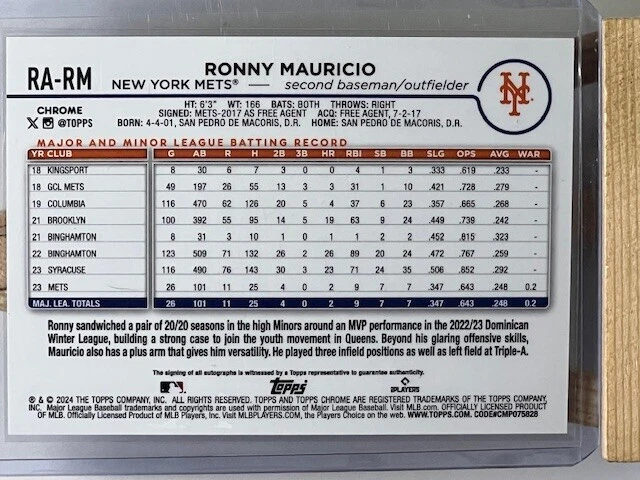 RA-RM
RONNY MAURICIO
NEW YORK METS® — second baseman/outfielder
NY
CHROME
@TOPPS
HT: 6'3" WT: 166 BATS: BOTH THROWS: RIGHT
SIGNED: METS-2017 AS FREE AGENT ACQ: FREE AGENT, 7-2-17
BORN: 4-4-01, SAN PEDRO DE MACORIS, D.R. HOME: SAN PEDRO DE MACORIS, D.R.
MAJOR AND MINOR LEAGUE BATTING RECORD
YR CLUB G AB R H 2B 3B HR RBI SB BB SLG OPS AVG WAR
18 KINGSPORT 8 30 6 7 3 0 0 4 1 3 .333 .619 .233 -
18 GCL METS 49 197 26 55 13 3 3 31 1 10 .421 .728 .279 -
19 COLUMBIA 116 470 62 126 20 5 4 37 6 23 .357 .665 .268 -
21 BROOKLYN 100 392 55 95 14 5 19 63 9 24 .449 .739 .242 -
21 BINGHAMTON 8 31 3 10 1 0 1 1 2 2 .452 .815 .323 -
22 BINGHAMTON 123 509 71 132 26 2 26 89 20 24 .472 .767 .259 -
23 SYRACUSE 116 490 76 143 30 3 23 71 24 35 .506 .852 .292 -
23 METS 26 101 11 25 4 0 2 9 7 7 .347 .643 .248 0.2
MAJ. LEA. TOTALS 26 101 11 25 4 0 2 9 7 7 .347 .643 .248 0.2
Ronny sandwiched a pair of 20/20 seasons in the high Minors around an MVP performance in the 2022/23 Dominican
Winter League, building a strong case to join the youth movement in Queens. Beyond his glaring offensive skills,
Mauricio also has a plus arm that gives him versatility. He played three infield positions as well as left field at Triple-A.
The signing of all autographs is witnessed by a Topps representative to guarantee authenticity.
Topps
PLAYERS
® & © 2024 THE TOPPS COMPANY, INC. ALL RIGHTS RESERVED. TOPPS AND TOPPS CHROME ARE TRADEMARKS OF THE TOPPS COMPANY,
INC. Major League Baseball trademarks and copyrights are used with permission of Major League Baseball. Visit MLB.com. OFFICIALLY LICENSED PRODUCT
OF MLB. Officially Licensed Product of MLB Players, Inc. Visit MLBPLAYERS.com, the Players Choice on the web. WWW.TOPPS.COM. CODE#CMP075828